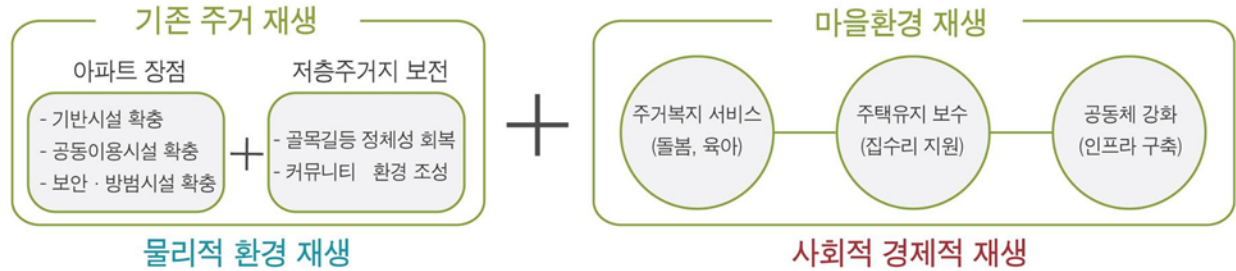 기존 주거 재생
아파트 장점
- 기반시설 확충
- 공동이용시설 확충
- 보안 · 방범시설 확충
+
저층주거지 보전
- 골목길등 정체성 회복
- 커뮤니티 환경 조성
물리적 환경 재생
+
마을환경 재생
주거복지 서비스
(돌봄, 육아)
주택유지 보수
(집수리 지원)
공동체 강화
(인프라 구축)
사회적 경제적 재생